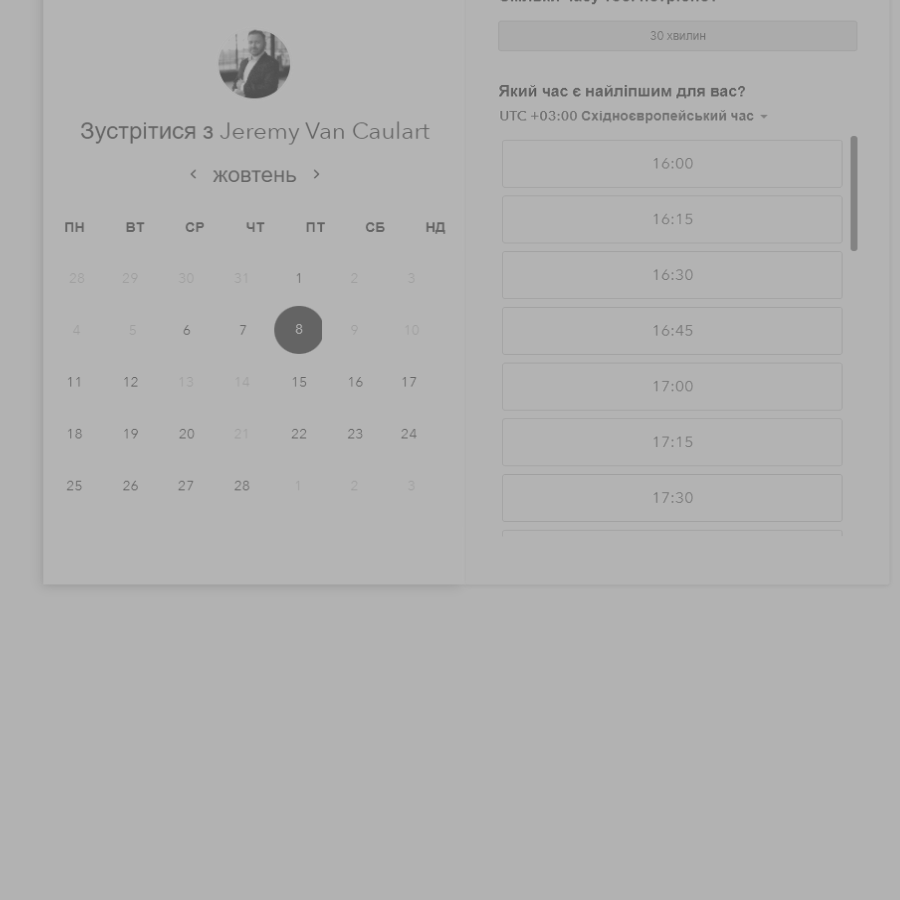 Зустрітися з Jeremy Van Caulart
жовтень
ПН ВТ СР ЧТ ПТ СБ НД
28 29 30 31 1 2 3
4 5 6 7 8 9 10
11 12 13 14 15 16 17
18 19 20 21 22 23 24
25 26 27 28 1 2 3
30 хвилин
Який час є найліпшим для вас?
UTC +03:00 Східноєвропейський час
16:00
16:15
16:30
16:45
17:00
17:15
17:30